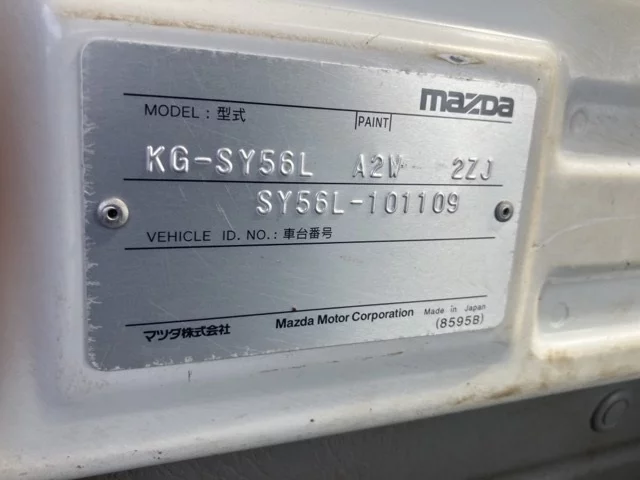 mazda
MODEL : 型式 PAINT
KG-SY56L A2W 2ZJ
SY56L-101109
VEHICLE ID. NO. : 車台番号
マツダ株式会社 Mazda Motor Corporation Made in Japan
(8595B)